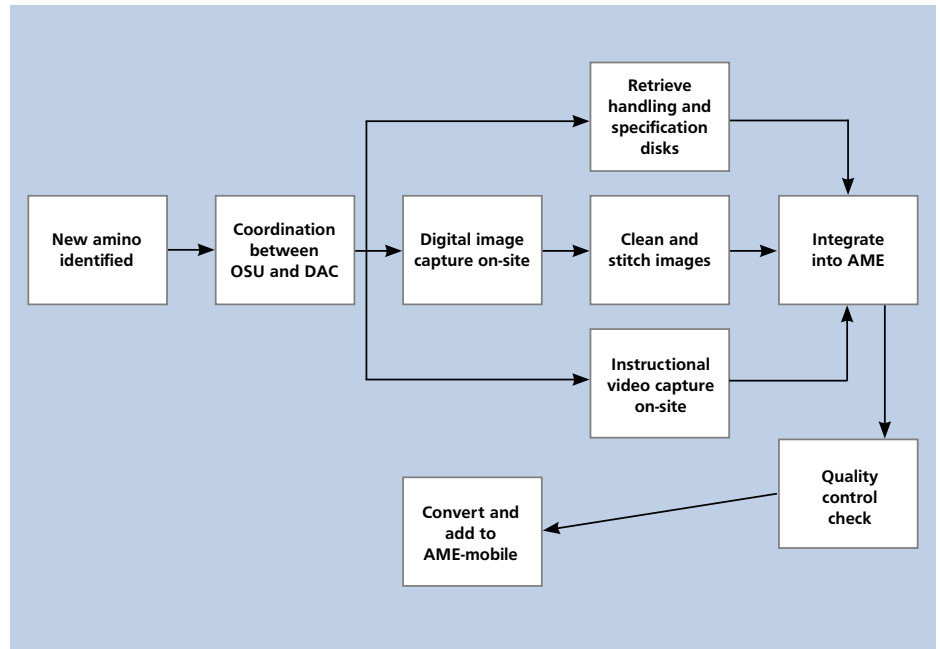 New amino
identified
Coordination
between
OSU and DAC
Retrieve
handling and
specification
disks
Digital image
capture on-site
Clean and
stitch images
Instructional
video capture
on-site
Integrate
into AME
Quality
control
check
Convert and
add to
AME-mobile